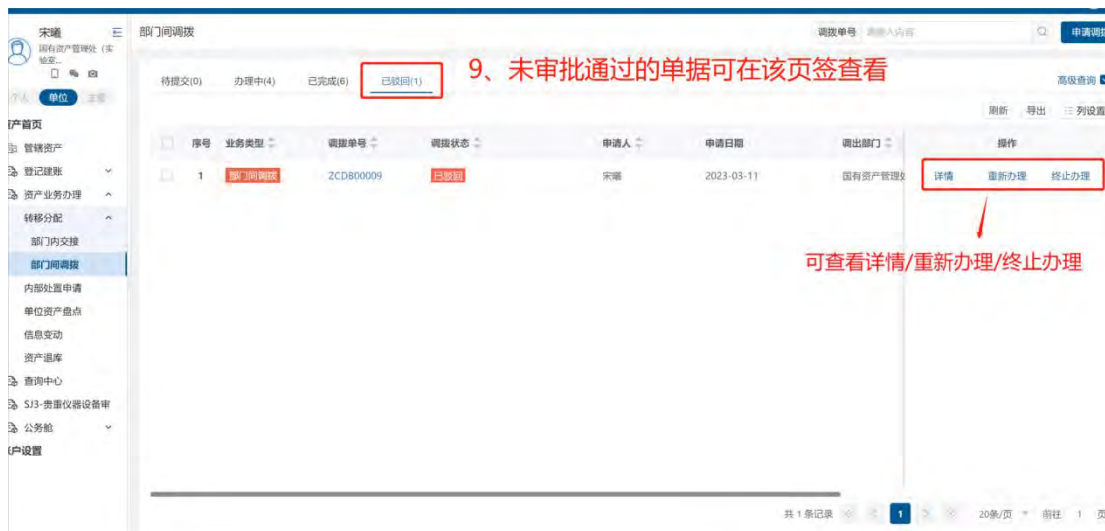 宋曦
国有资产管理处（实
验室...
单位
主管
资产首页
管辖资产
登记建账
资产业务办理
转移分配
部门内交接
部门间调拨
内部处置申请
单位资产盘点
信息变动
资产退库
查询中心
SJ3-贵重仪器设备审
公务舱
账户设置
部门间调拨
调拨单号 请输入内容
申请调拨
待提交(0) 办理中(4) 已完成(6) 已驳回(1)
9、未审批通过的单据可在该页签查看
高级查询
刷新 导出 列设置
序号 业务类型 调拨单号 调拨状态 申请人 申请日期 调出部门 操作
1 部门间调拨 ZCDB00009 已驳回 宋曦 2023-03-11 国有资产管理处 详情 重新办理 终止办理
可查看详情/重新办理/终止办理
共 1 条记录 1 20条/页 前往 1 页